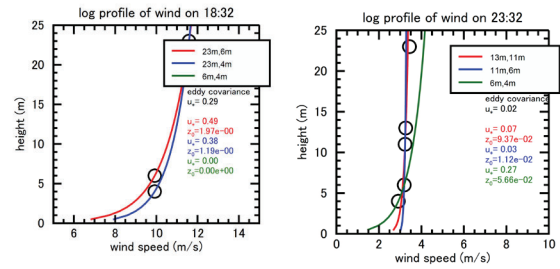 log profile of wind on 18:32
25
20
15
10
5
0
height (m)
6
8
10
12
14
16
wind speed (m/s)
23m,6m
23m,4m
6m,4m
eddy covariance
u*= 0.29
u*= 0.49
z0=1.97e-00
u*= 0.38
z0=1.19e-00
u*= 0.00
z0=0.00e+00
log profile of wind on 23:32
25
20
15
10
5
0
height (m)
0
2
4
6
8
10
wind speed (m/s)
13m,11m
11m,6m
6m,4m
eddy covariance
u*= 0.02
u*= 0.07
z0=9.37e-02
u*= 0.03
z0=1.12e-02
u*= 0.27
z0=5.66e-02